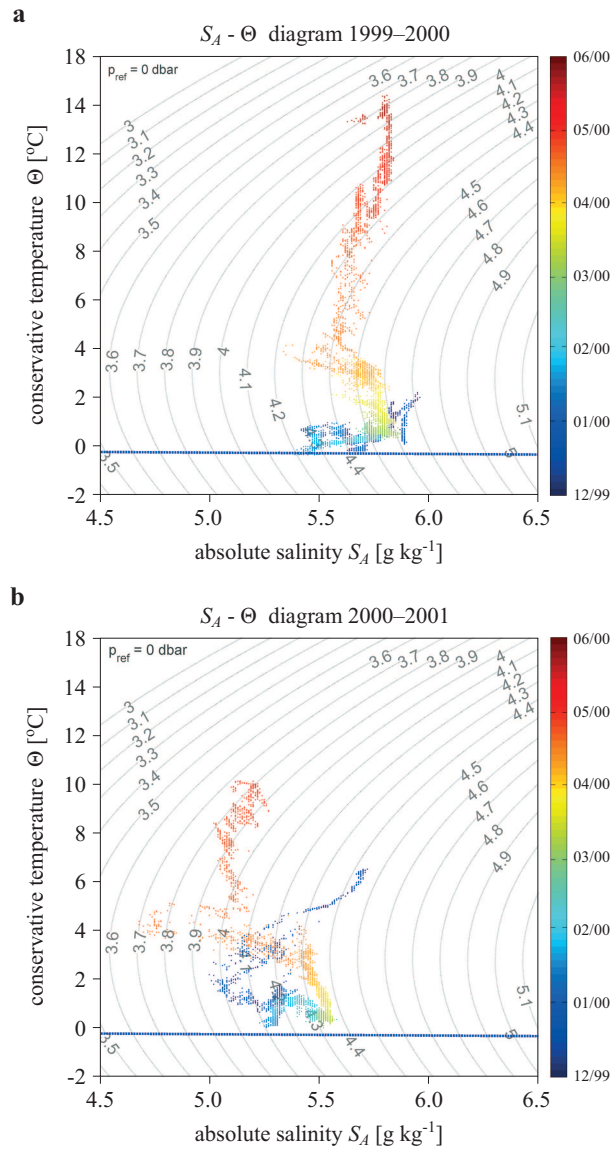 a
S_A - Θ diagram 1999–2000
p_ref = 0 dbar
3.6 3.7 3.8 3.9 4 4.1 4.2 4.3 4.4
3 3.1 3.2 3.3 3.4 3.5
4.5 4.6 4.7 4.8 4.9
3.6 3.7 3.8 3.9 4 4.1 4.2
5.1
3.5 4.4 5
18
16
14
12
10
8
6
4
2
0
-2
conservative temperature Θ [ºC]
4.5 5.0 5.5 6.0 6.5
absolute salinity S_A [g kg⁻¹]
06/00
05/00
04/00
03/00
02/00
01/00
12/99
b
S_A - Θ diagram 2000–2001
p_ref = 0 dbar
3.6 3.7 3.8 3.9 4 4.1 4.2 4.3 4.4
3 3.1 3.2 3.3 3.4 3.5
4.5 4.6 4.7 4.8 4.9
3.6 3.7 3.8 3.9 4
5.1
3.5 4.4 5
18
16
14
12
10
8
6
4
2
0
-2
conservative temperature Θ [ºC]
4.5 5.0 5.5 6.0 6.5
absolute salinity S_A [g kg⁻¹]
06/00
05/00
04/00
03/00
02/00
01/00
12/99